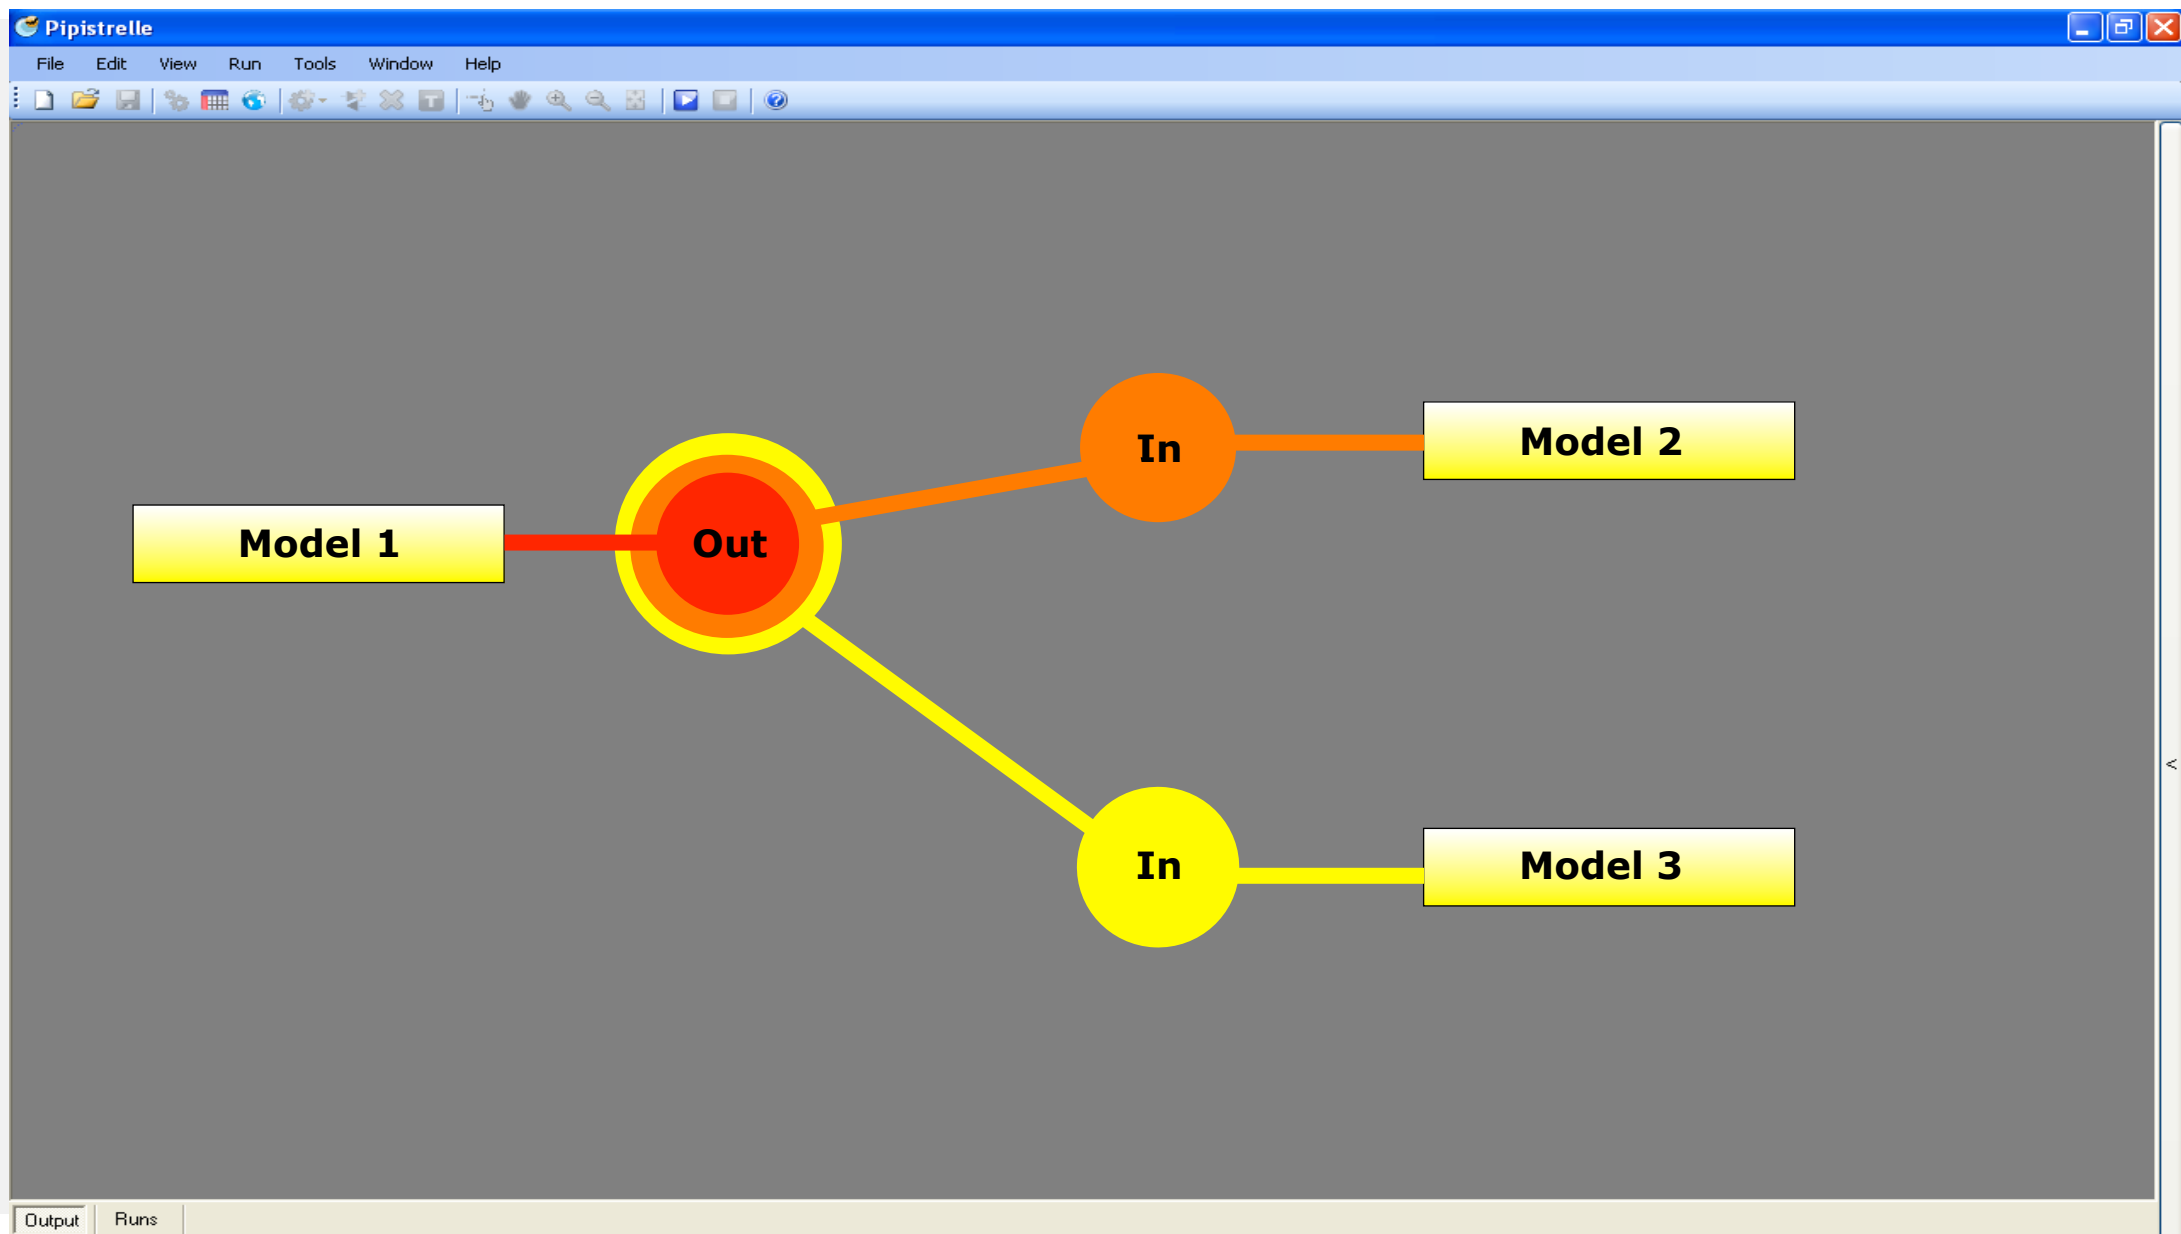 Pipistrelle
File Edit View Run Tools Window Help
In
Model 2
Model 1
Out
In
Model 3
<
Output Runs